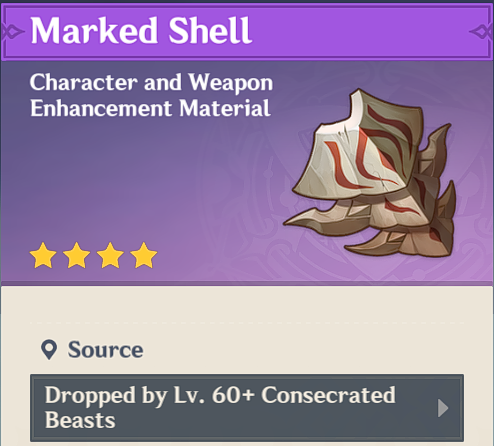 Marked Shell
Character and Weapon
Enhancement Material
Source
Dropped by Lv. 60+ Consecrated
Beasts